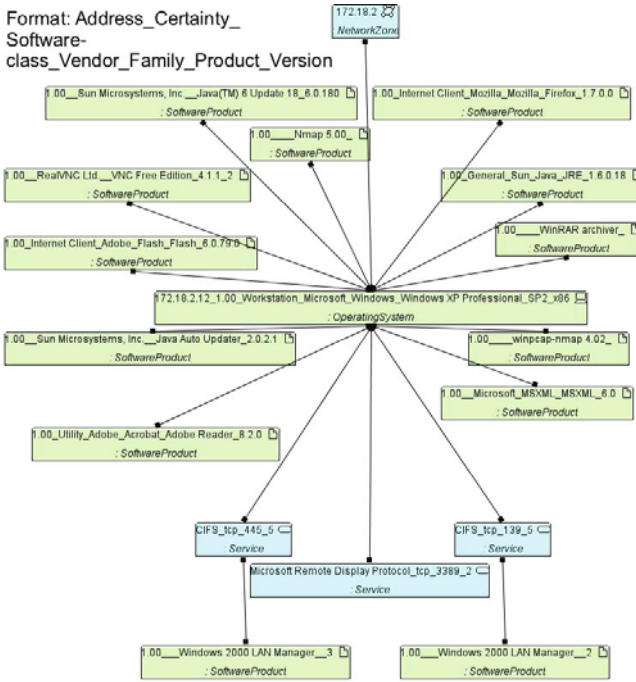 Format: Address_Certainty_
Software-
class_Vendor_Family_Product_Version
172.18.2
NetworkZone
1.00__Sun Microsystems, Inc.__Java(TM) 6 Update 18_6.0.180
: SoftwareProduct
1.00_Internet Client_Mozilla_Mozilla_Firefox_1.7.0.0
: SoftwareProduct
1.00____Nmap 5.00_
: SoftwareProduct
1.00__RealVNC Ltd.__VNC Free Edition_4.1.1_2
: SoftwareProduct
1.00_General_Sun_Java_JRE_1.6.0.18
: SoftwareProduct
1.00____WinRAR archiver_
: SoftwareProduct
1.00_Internet Client_Adobe_Flash_Flash_6.0.79.0
: SoftwareProduct
172.18.2.12_1.00_Workstation_Microsoft_Windows_Windows XP Professional_SP2_x86
: OperatingSystem
1.00__Sun Microsystems, Inc.__Java Auto Updater_2.0.2.1
: SoftwareProduct
1.00____winpcap-nmap 4.02_
: SoftwareProduct
1.00__Microsoft_MSXML_MSXML_6.0
: SoftwareProduct
1.00_Utility_Adobe_Acrobat_Adobe Reader_8.2.0
: SoftwareProduct
CIFS_tcp_445_5
: Service
CIFS_tcp_139_5
: Service
Microsoft Remote Display Protocol_tcp_3389_2
: Service
1.00___Windows 2000 LAN Manager__3
: SoftwareProduct
1.00___Windows 2000 LAN Manager__2
: SoftwareProduct